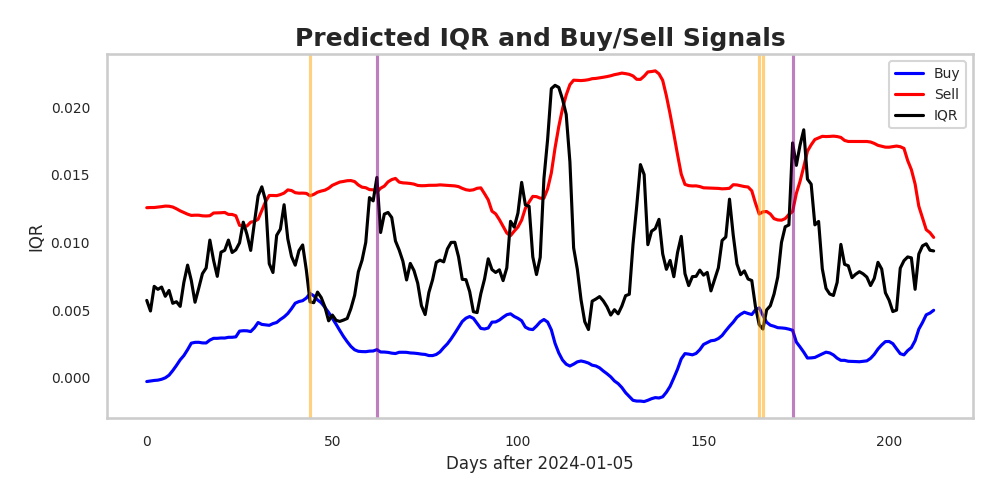 Predicted IQR and Buy/Sell Signals
Buy
Sell
IQR
0.020
0.015
0.010
0.005
0.000
IQR
0
50
100
150
200
Days after 2024-01-05